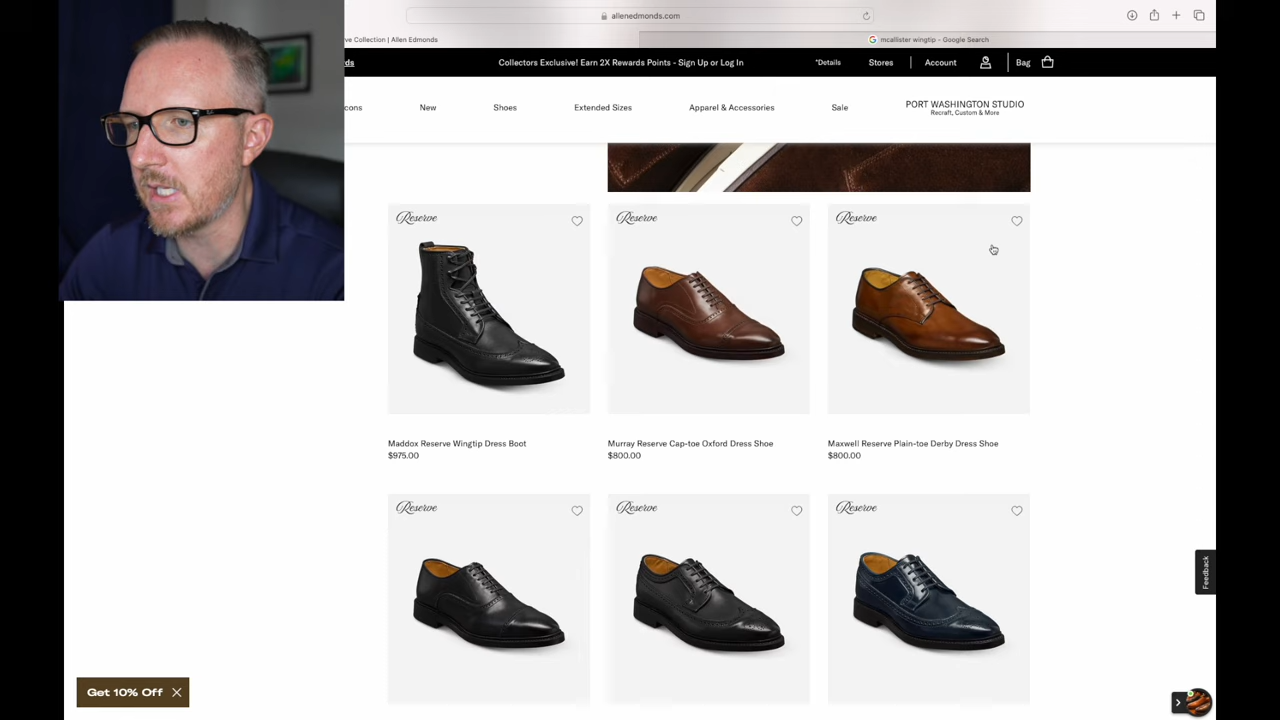 allenedmonds.com
ve Collection | Allen Edmonds
mcallister wingtip - Google Search
rds
Collectors Exclusive! Earn 2X Rewards Points - Sign Up or Log In
*Details
Stores
Account
Bag
cons
New
Shoes
Extended Sizes
Apparel & Accessories
Sale
PORT WASHINGTON STUDIO
Recraft, Custom & More
Reserve
Reserve
Reserve
Maddox Reserve Wingtip Dress Boot
$975.00
Murray Reserve Cap-toe Oxford Dress Shoe
$800.00
Maxwell Reserve Plain-toe Derby Dress Shoe
$800.00
Reserve
Reserve
Reserve
Feedback
Get 10% Off